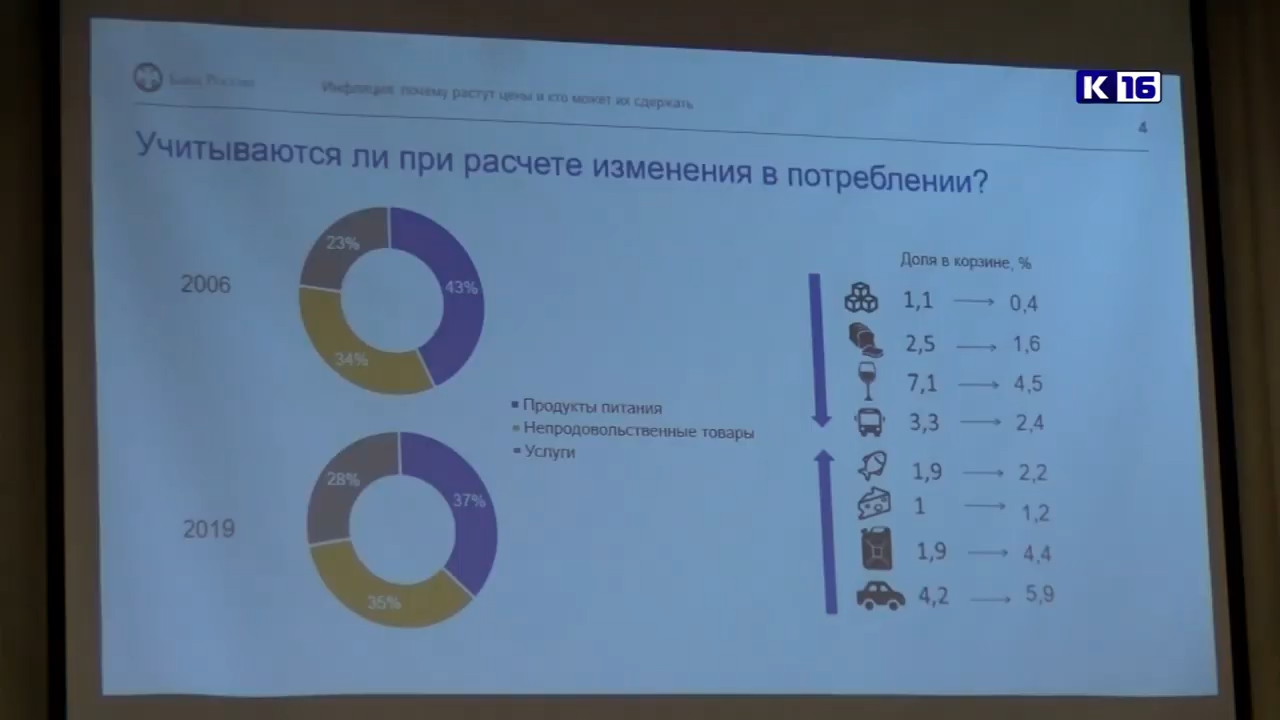 К 16
Банк России
Инфляция: почему растут цены и кто может их сдержать
4
Учитываются ли при расчете изменения в потреблении?
2006
23%
43%
34%
Продукты питания
Непродовольственные товары
Услуги
2019
28%
37%
35%
Доля в корзине, %
1,1 → 0,4
2,5 → 1,6
7,1 → 4,5
3,3 → 2,4
1,9 → 2,2
1 → 1,2
1,9 → 4,4
4,2 → 5,9